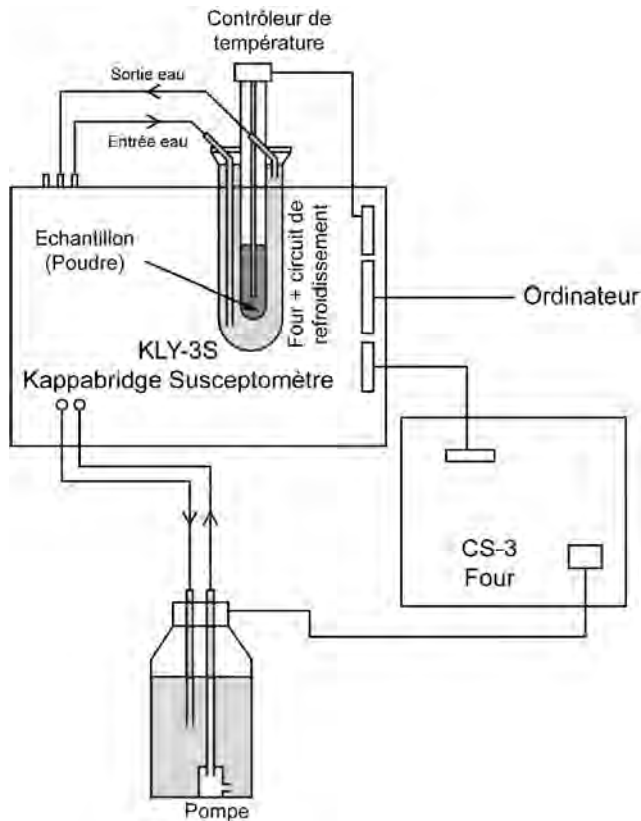 Contrôleur de
température
Sortie eau
Entrée eau
Echantillon
(Poudre)
Four + circuit de
refroidissement
Ordinateur
KLY-3S
Kappabridge Susceptomètre
CS-3
Four
Pompe